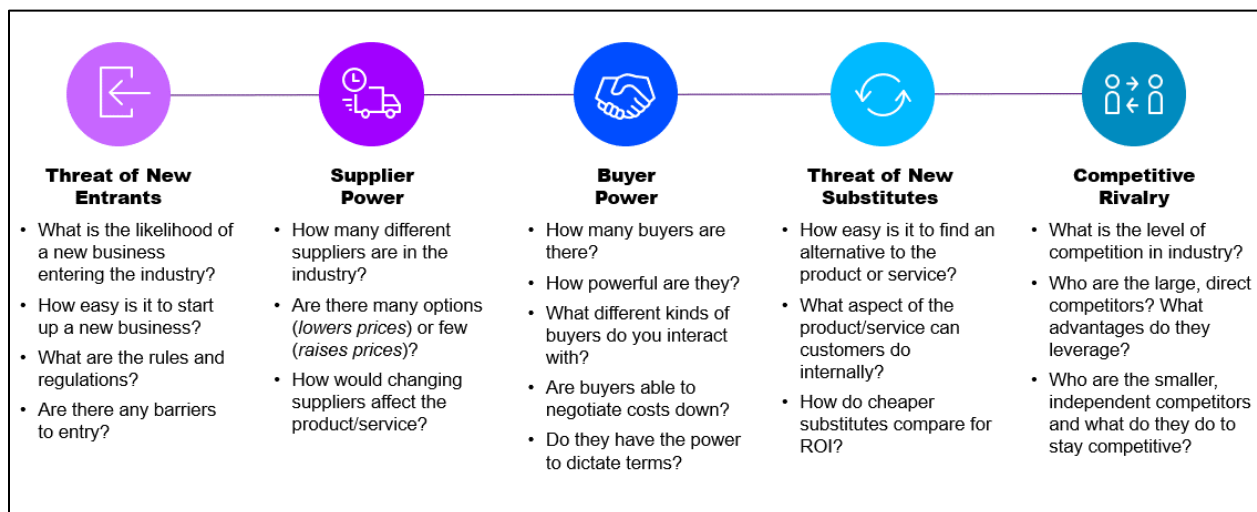 Threat of New
Entrants
• What is the likelihood of
a new business
entering the industry?
• How easy is it to start
up a new business?
• What are the rules and
regulations?
• Are there any barriers
to entry?
Supplier
Power
• How many different
suppliers are in the
industry?
• Are there many options
(lowers prices) or few
(raises prices)?
• How would changing
suppliers affect the
product/service?
Buyer
Power
• How many buyers are
there?
• How powerful are they?
• What different kinds of
buyers do you interact
with?
• Are buyers able to
negotiate costs down?
• Do they have the power
to dictate terms?
Threat of New
Substitutes
• How easy is it to find an
alternative to the
product or service?
• What aspect of the
product/service can
customers do
internally?
• How do cheaper
substitutes compare for
ROI?
Competitive
Rivalry
• What is the level of
competition in industry?
• Who are the large, direct
competitors? What
advantages do they
leverage?
• Who are the smaller,
independent competitors
and what do they do to
stay competitive?